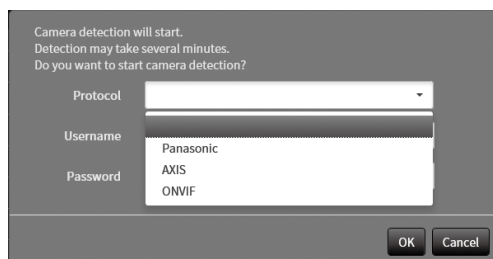 Camera detection will start.
Detection may take several minutes.
Do you want to start camera detection?
Protocol
Username
Panasonic
AXIS
Password
ONVIF
OK Cancel